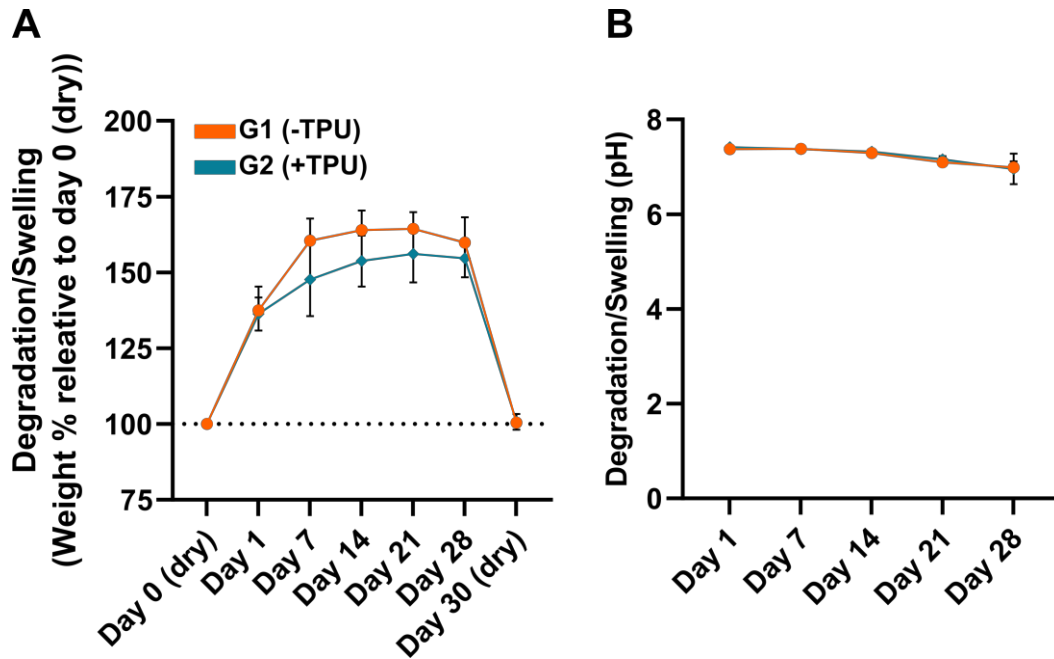 A
Degradation/Swelling
(Weight % releative to day 0 (dry))
200
175
150
125
100
75
G1 (-TPU)
G2 (+TPU)
Day 0 (dry)
Day 1
Day 7
Day 14
Day 21
Day 28
Day 30 (dry)
B
Degradation/Swelling (pH)
8
6
4
2
0
Day 1
Day 7
Day 14
Day 21
Day 28